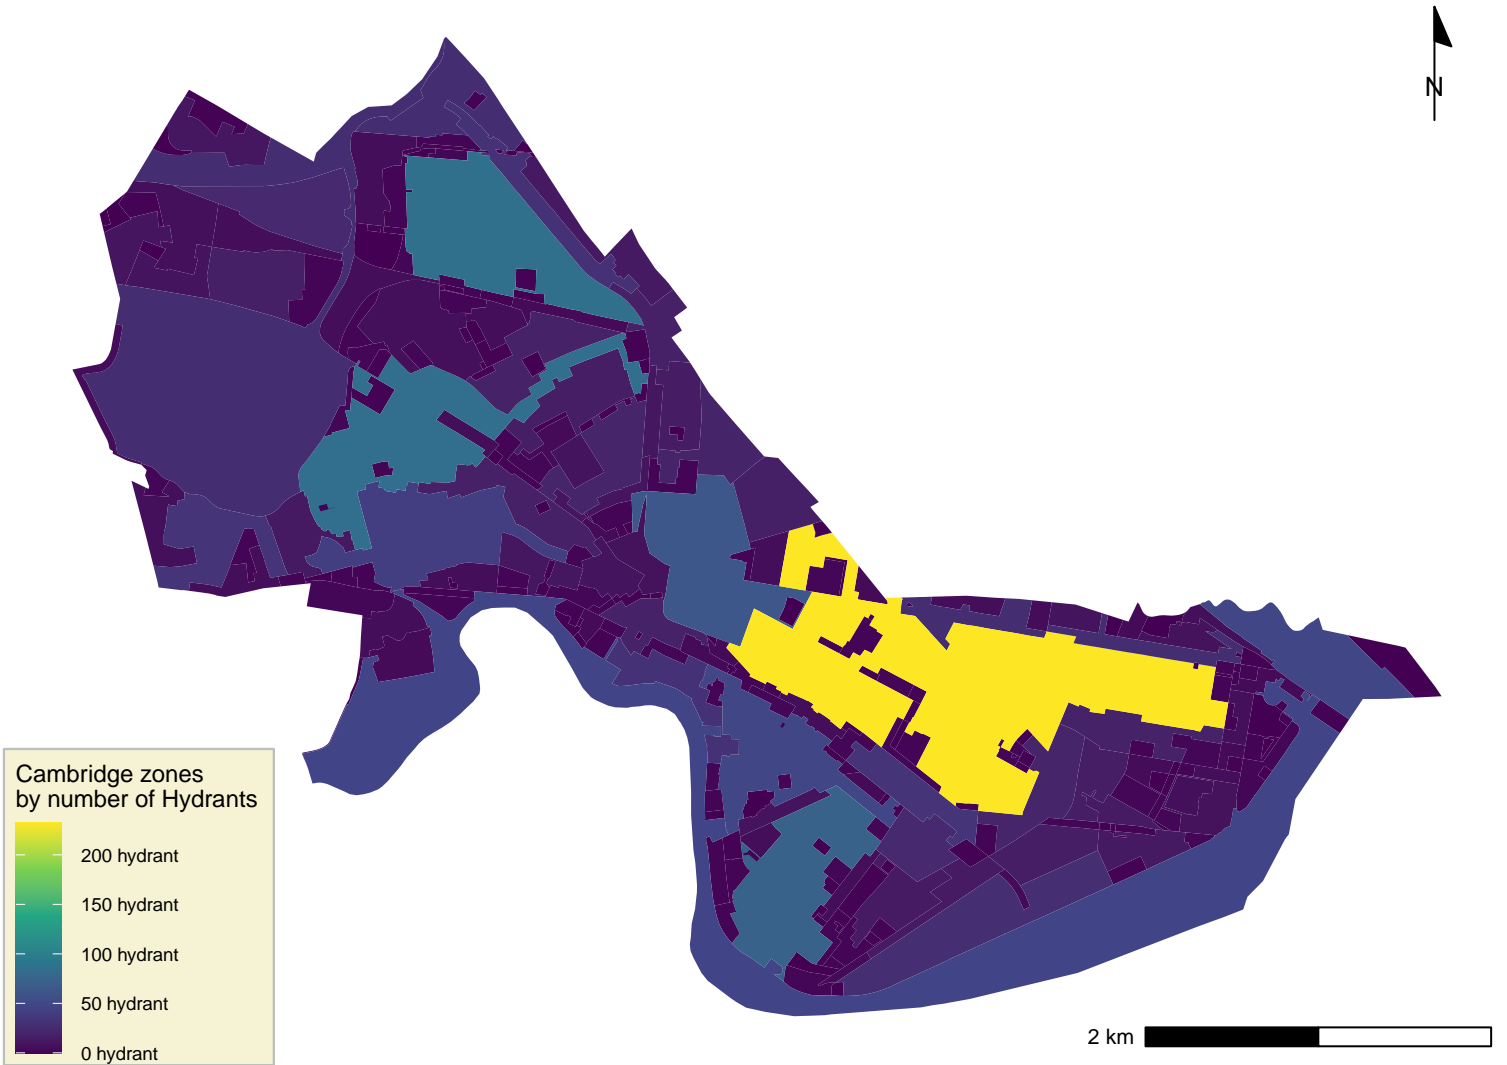 N
Cambridge zones
by number of Hydrants
200 hydrant
150 hydrant
100 hydrant
50 hydrant
0 hydrant
2 km